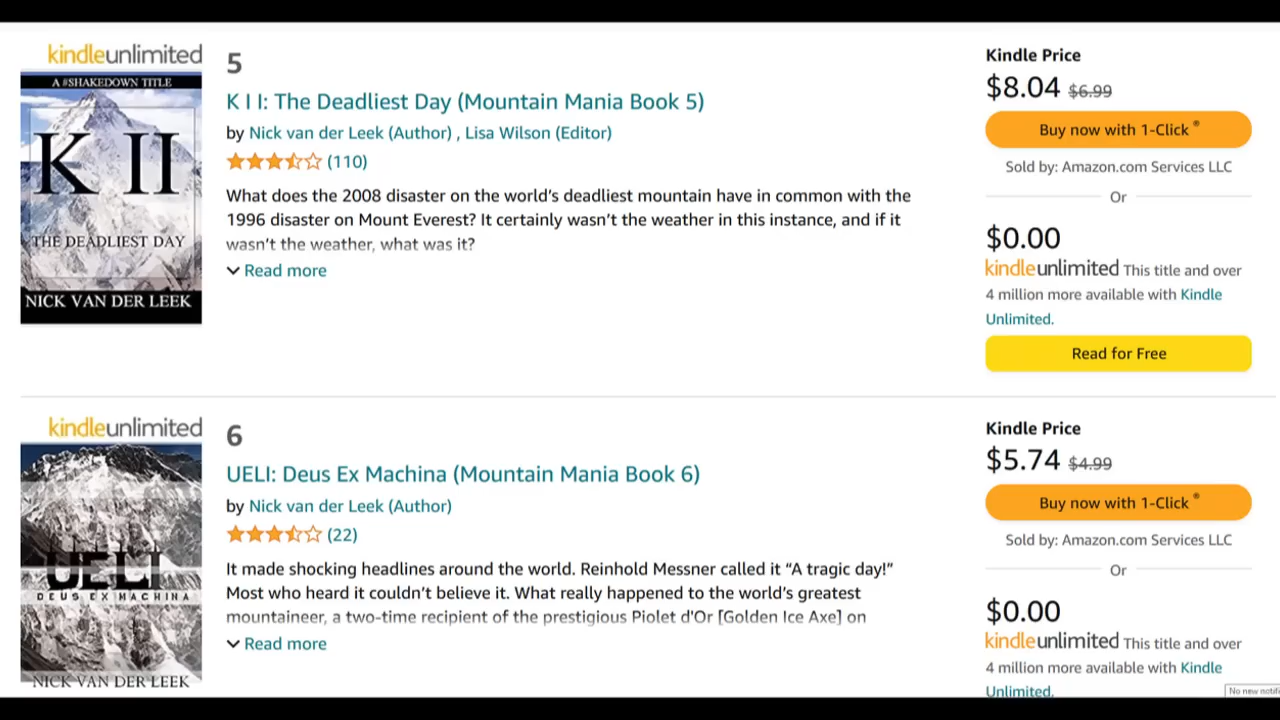 kindleunlimited
A #SHAKEDOWN TITLE
K II
THE DEADLIEST DAY
NICK VAN DER LEEK
5
K I I: The Deadliest Day (Mountain Mania Book 5)
by Nick van der Leek (Author) , Lisa Wilson (Editor)
(110)
What does the 2008 disaster on the world's deadliest mountain have in common with the
1996 disaster on Mount Everest? It certainly wasn't the weather in this instance, and if it
wasn't the weather, what was it?
Read more
Kindle Price
$8.04 $6.99
Buy now with 1-Click ®
Sold by: Amazon.com Services LLC
Or
$0.00
kindleunlimited This title and over
4 million more available with Kindle
Unlimited.
Read for Free
kindleunlimited
UELI
DEUS EX MACHINA
NICK VAN DER LEEK
6
UELI: Deus Ex Machina (Mountain Mania Book 6)
by Nick van der Leek (Author)
(22)
It made shocking headlines around the world. Reinhold Messner called it “A tragic day!”
Most who heard it couldn't believe it. What really happened to the world's greatest
mountaineer, a two-time recipient of the prestigious Piolet d'Or [Golden Ice Axe] on
Read more
Kindle Price
$5.74 $4.99
Buy now with 1-Click ®
Sold by: Amazon.com Services LLC
Or
$0.00
kindleunlimited This title and over
4 million more available with Kindle
Unlimited.
No new notifi